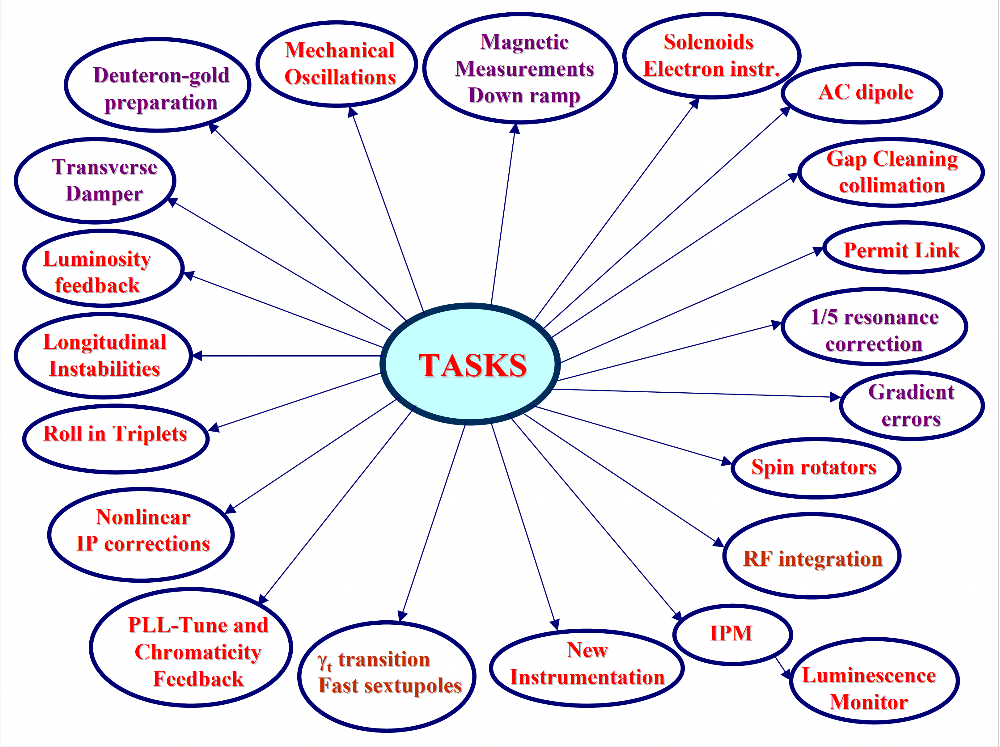 Magnetic
Measurements
Down ramp
Solenoids
Electron instr.
Mechanical
Oscillations
Deuteron-gold
preparation
AC dipole
Transverse
Damper
Gap Cleaning
collimation
Luminosity
feedback
Permit Link
Longitudinal
Instabilities
1/5 resonance
correction
TASKS
Roll in Triplets
Gradient
errors
Spin rotators
Nonlinear
IP corrections
RF integration
PLL-Tune and
Chromaticity
Feedback
γt transition
Fast sextupoles
New
Instrumentation
IPM
Luminescence
Monitor